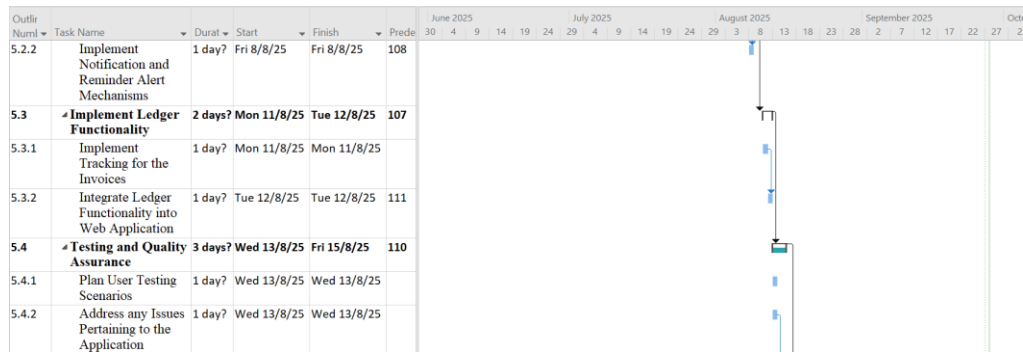 Outlir
Numl Task Name Durat Start Finish Prede
June 2025 July 2025 August 2025 September 2025 Octo
30 4 9 14 19 24 29 4 9 14 19 24 29 3 8 13 18 23 28 2 7 12 17 22 27 2
5.2.2 Implement 1 day? Fri 8/8/25 Fri 8/8/25 108
Notification and
Reminder Alert
Mechanisms
5.3 Implement Ledger 2 days? Mon 11/8/25 Tue 12/8/25 107
Functionality
5.3.1 Implement 1 day? Mon 11/8/25 Mon 11/8/25
Tracking for the
Invoices
5.3.2 Integrate Ledger 1 day? Tue 12/8/25 Tue 12/8/25 111
Functionality into
Web Application
5.4 Testing and Quality 3 days? Wed 13/8/25 Fri 15/8/25 110
Assurance
5.4.1 Plan User Testing 1 day? Wed 13/8/25 Wed 13/8/25
Scenarios
5.4.2 Address any Issues 1 day? Wed 13/8/25 Wed 13/8/25
Pertaining to the
Application